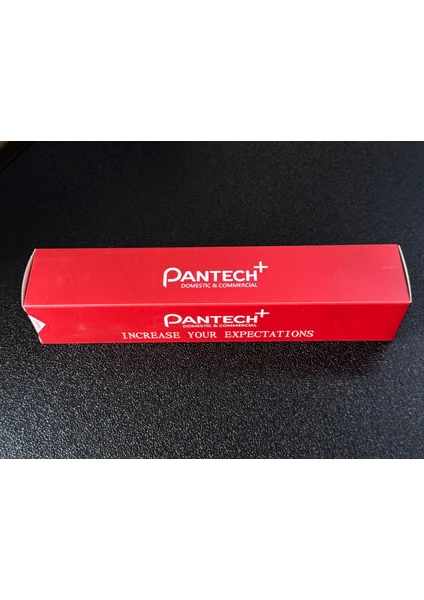 PANTECH+
DOMESTIC & COMMERCIAL
PANTECH+
DOMESTIC & COMMERCIAL
INCREASE YOUR EXPECTATIONS